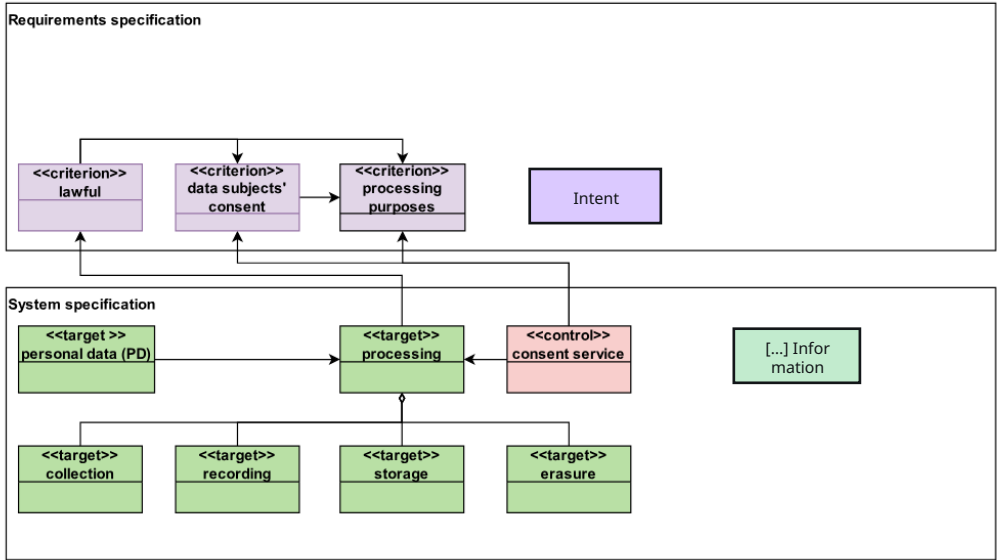 Requirements specification
<<criterion>>
lawful
<<criterion>>
data subjects'
consent
<<criterion>>
processing
purposes
Intent
System specification
<<target >>
personal data (PD)
<<target>>
processing
<<control>>
consent service
[...] Infor
mation
<<target>>
collection
<<target>>
recording
<<target>>
storage
<<target>>
erasure